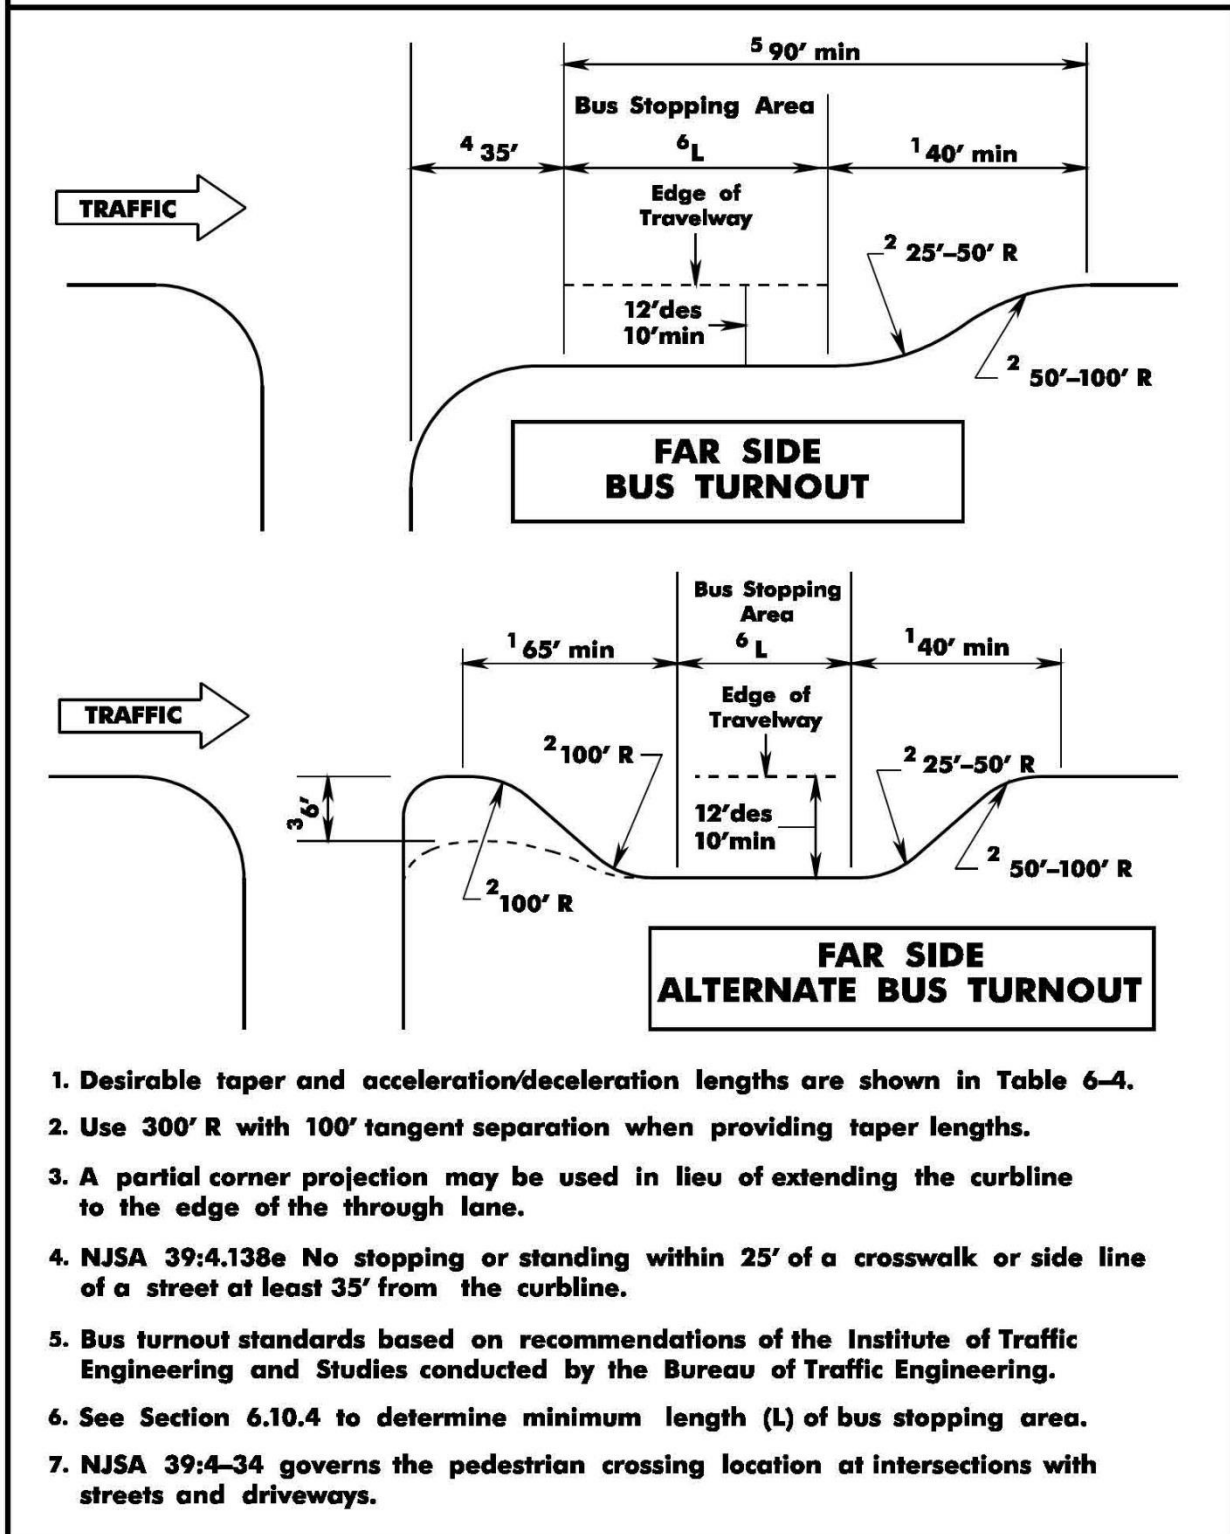 5 90' min
Bus Stopping Area
4 35'
6 L
1 40' min
TRAFFIC
Edge of
Travelway
2 25'–50' R
12'des
10'min
2 50'–100' R
FAR SIDE
BUS TURNOUT
Bus Stopping
Area
1 65' min
6 L
1 40' min
TRAFFIC
Edge of
Travelway
2 100' R
2 25'–50' R
3 6'
12'des
10'min
2 100' R
2 50'–100' R
FAR SIDE
ALTERNATE BUS TURNOUT
1. Desirable taper and acceleration/deceleration lengths are shown in Table 6–4.
2. Use 300' R with 100' tangent separation when providing taper lengths.
3. A partial corner projection may be used in lieu of extending the curbline
to the edge of the through lane.
4. NJSA 39:4.138e No stopping or standing within 25' of a crosswalk or side line
of a street at least 35' from the curbline.
5. Bus turnout standards based on recommendations of the Institute of Traffic
Engineering and Studies conducted by the Bureau of Traffic Engineering.
6. See Section 6.10.4 to determine minimum length (L) of bus stopping area.
7. NJSA 39:4–34 governs the pedestrian crossing location at intersections with
streets and driveways.